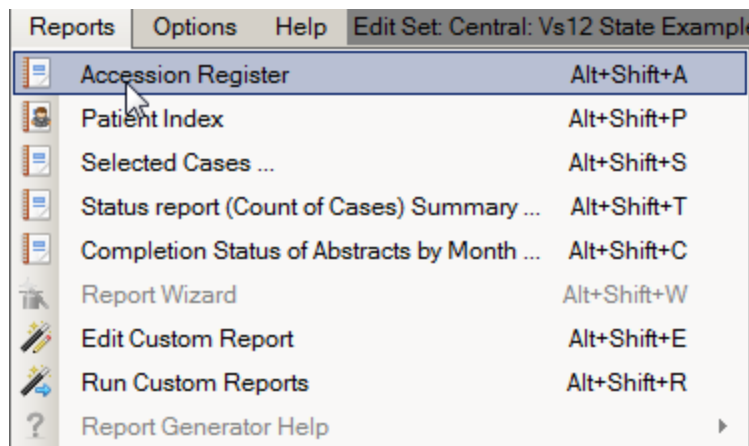 Reports Options Help Edit Set: Central: Vs12 State Example
Accession Register Alt+Shift+A
Patient Index Alt+Shift+P
Selected Cases ... Alt+Shift+S
Status report (Count of Cases) Summary ... Alt+Shift+T
Completion Status of Abstracts by Month ... Alt+Shift+C
Report Wizard Alt+Shift+W
Edit Custom Report Alt+Shift+E
Run Custom Reports Alt+Shift+R
Report Generator Help